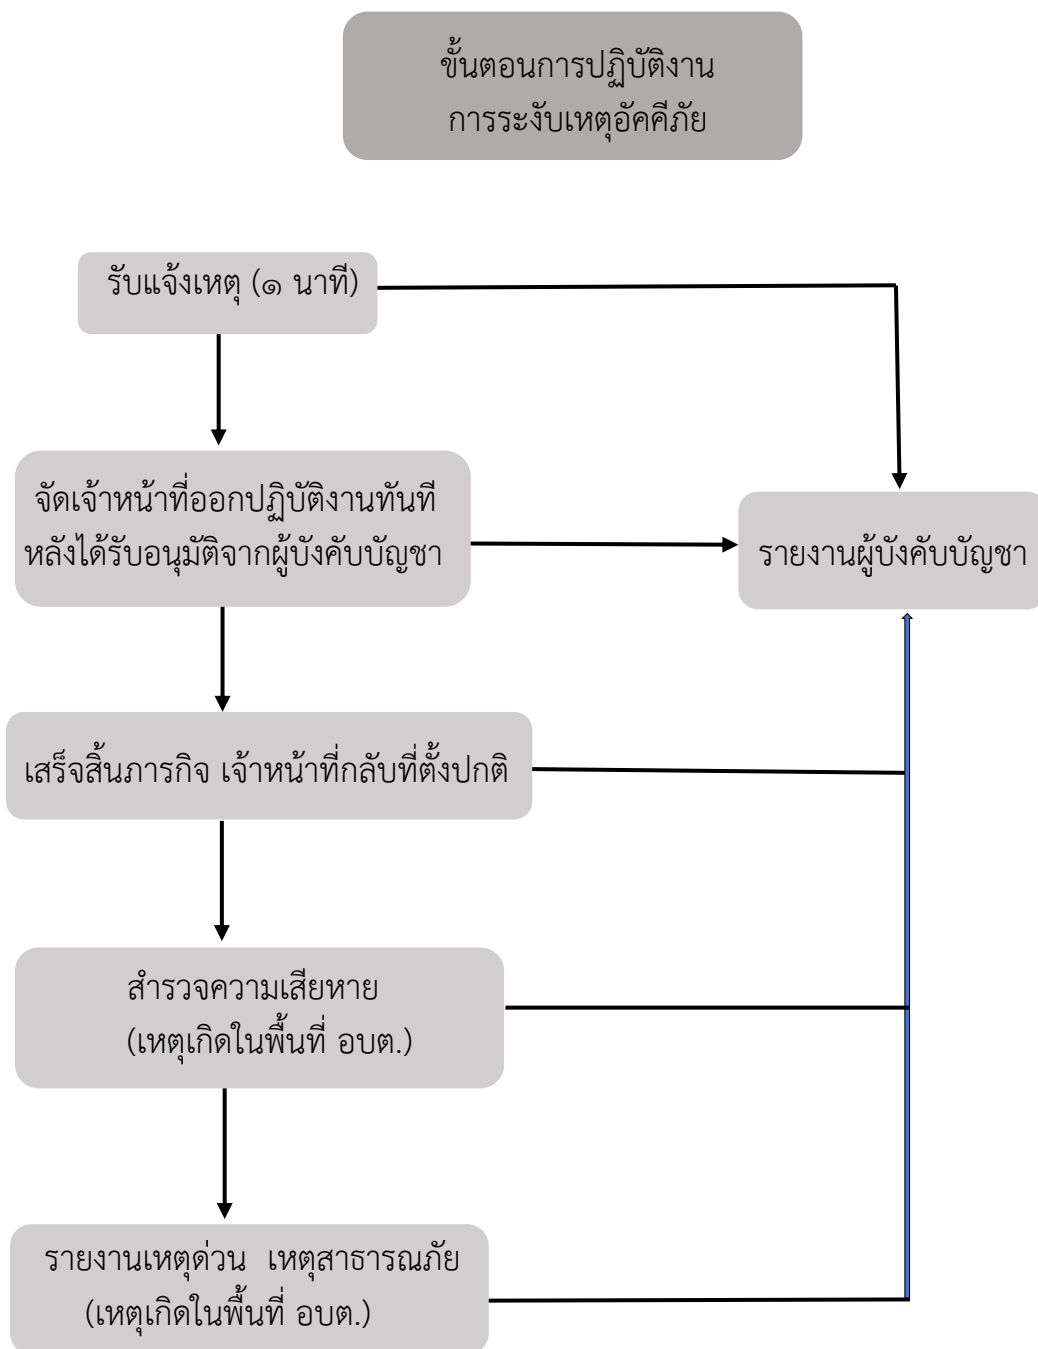 ขั้นตอนการปฏิบัติงาน
การระงับเหตุอัคคีภัย
รับแจ้งเหตุ (๑ นาที)
จัดเจ้าหน้าที่ออกปฏิบัติงานทันที
หลังได้รับอนุมัติจากผู้บังคับบัญชา
รายงานผู้บังคับบัญชา
เสร็จสิ้นภารกิจ เจ้าหน้าที่กลับที่ตั้งปกติ
สำรวจความเสียหาย
(เหตุเกิดในพื้นที่ อบต.)
รายงานเหตุด่วน เหตุสาธารณภัย
(เหตุเกิดในพื้นที่ อบต.)